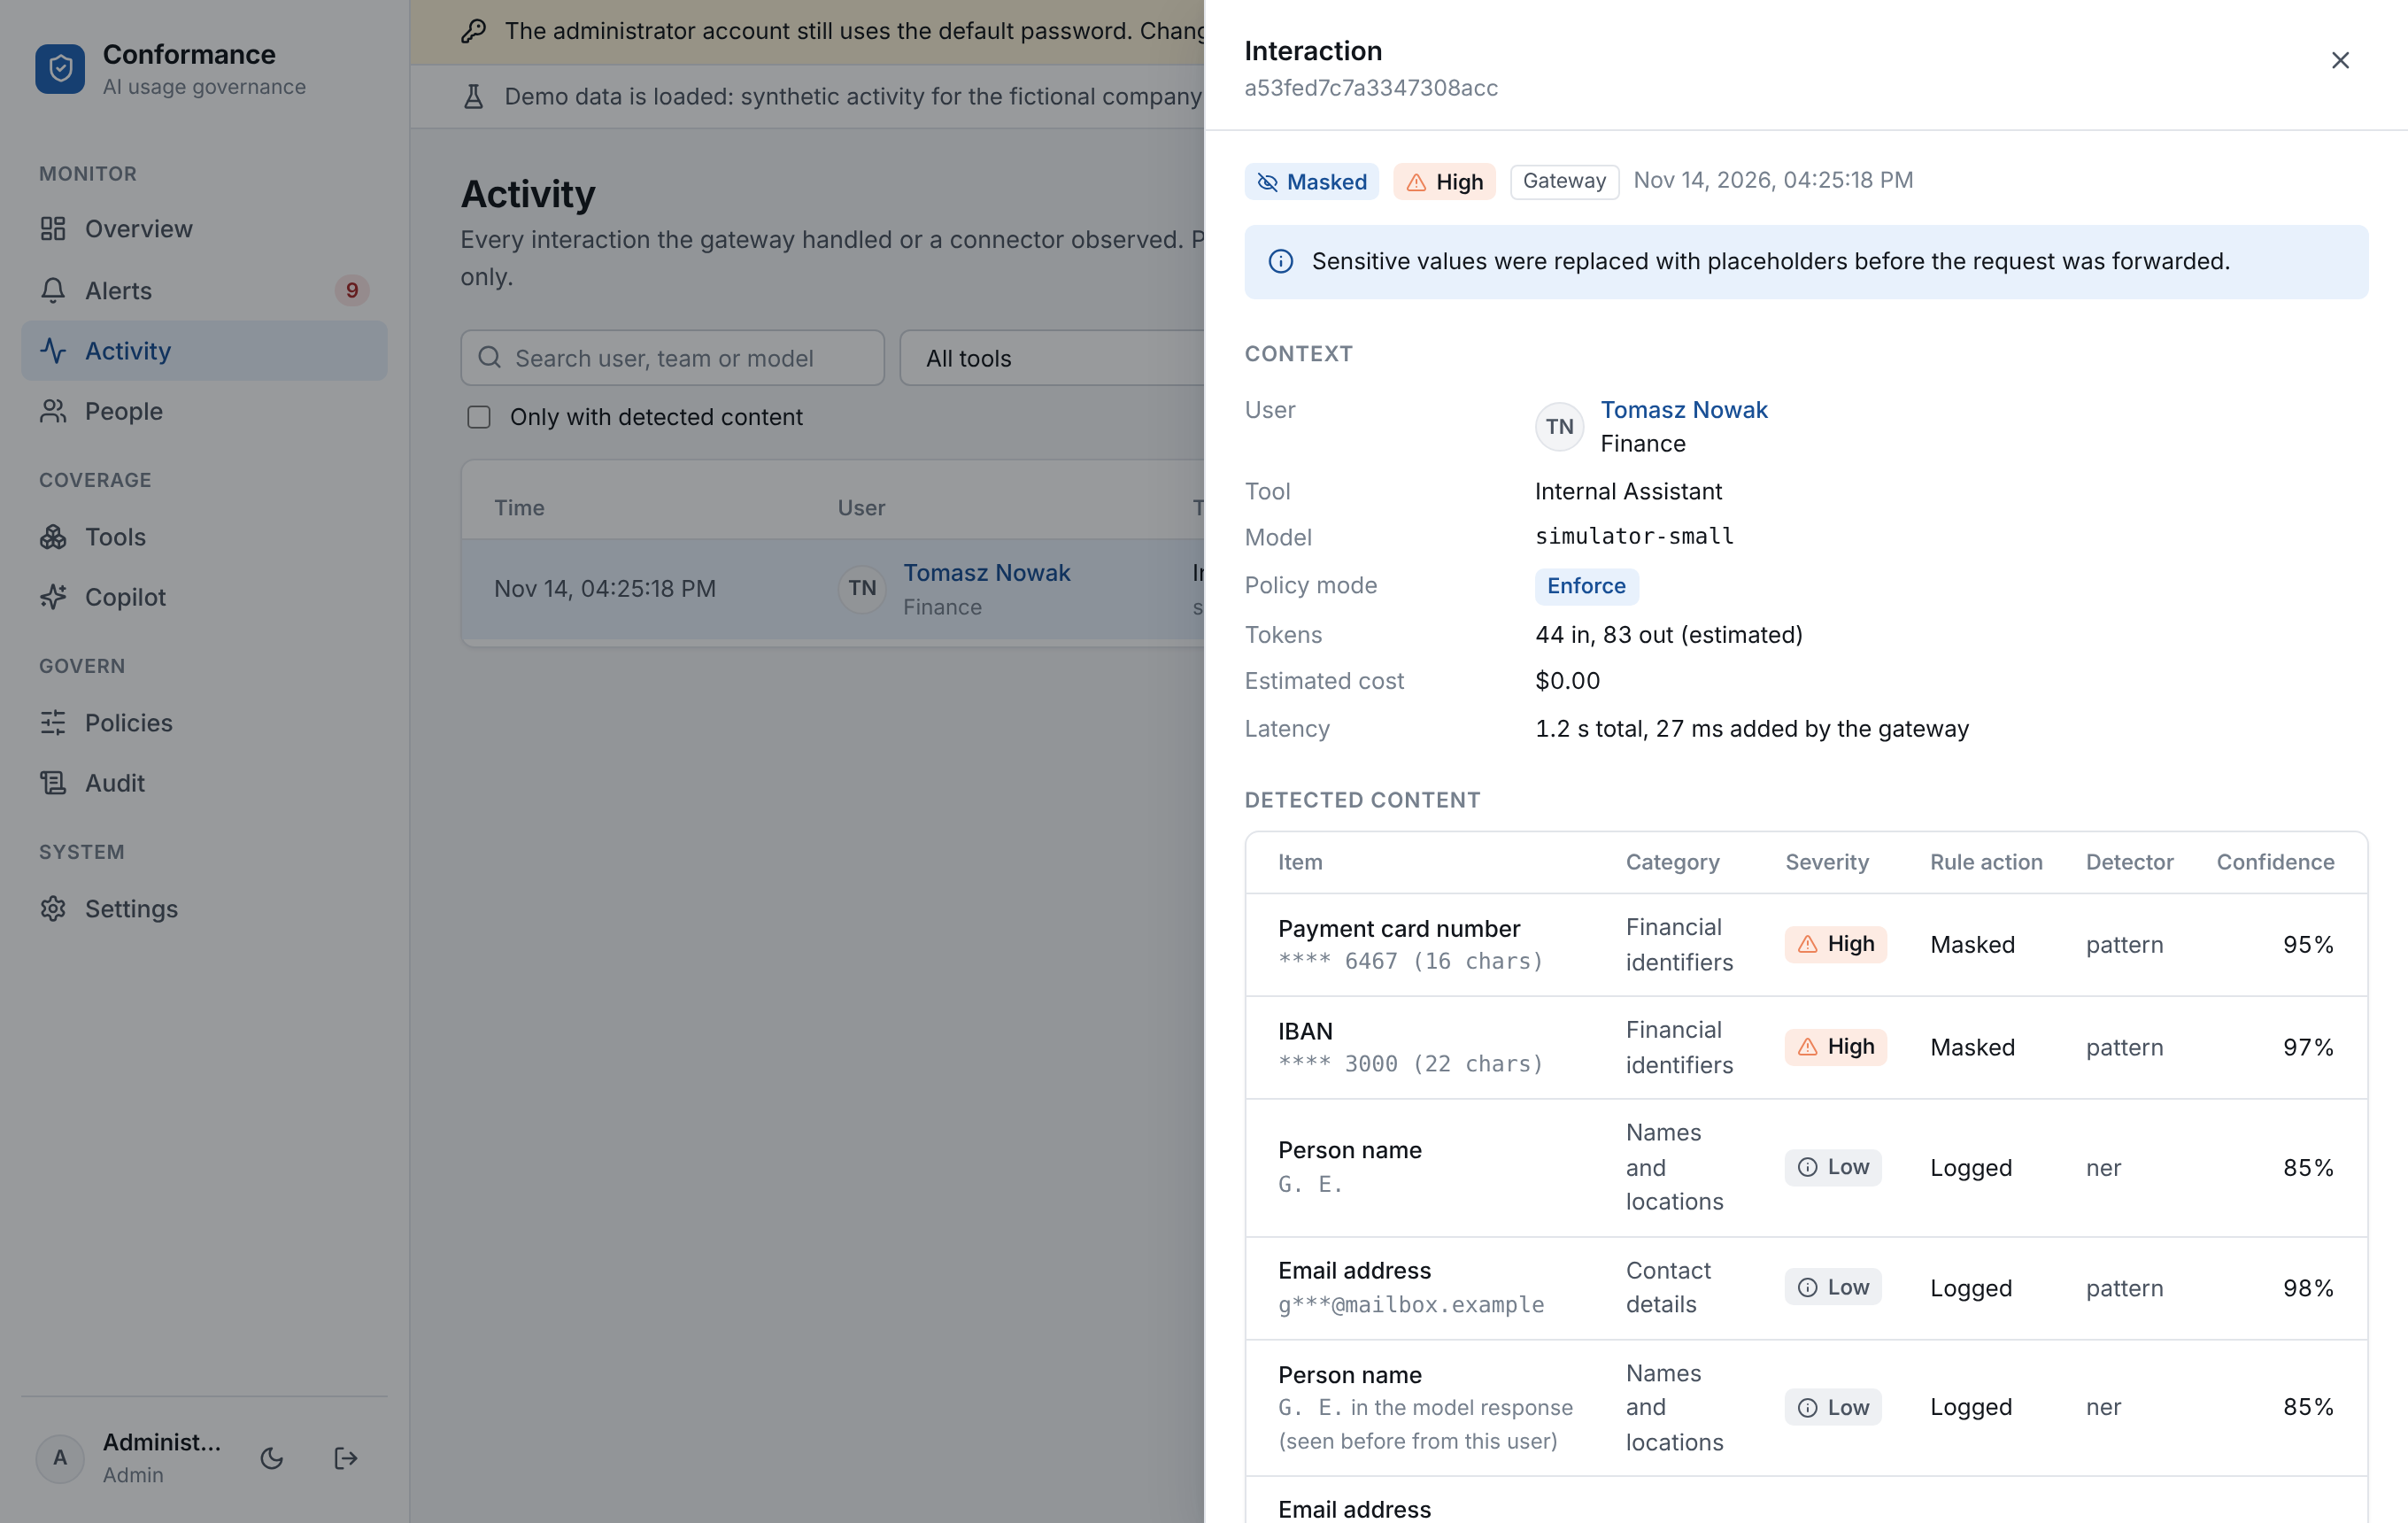 Conformance
AI usage governance
MONITOR
Overview
Alerts
9
Activity
People
COVERAGE
Tools
Copilot
GOVERN
Policies
Audit
SYSTEM
Settings
A
Administ...
Admin
The administrator account still uses the default password.
Demo data is loaded: synthetic activity for the fictional company
Activity
Every interaction the gateway handled or a connector observed.
only.
Search user, team or model
All tools
Only with detected content
Time
User
Nov 14, 04:25:18 PM
TN
Tomasz Nowak
Finance
Interaction
a53fed7c7a3347308acc
Masked
High
Gateway
Nov 14, 2026, 04:25:18 PM
Sensitive values were replaced with placeholders before the request was forwarded.
CONTEXT
User
TN
Tomasz Nowak
Finance
Tool
Internal Assistant
Model
simulator-small
Policy mode
Enforce
Tokens
44 in, 83 out (estimated)
Estimated cost
$0.00
Latency
1.2 s total, 27 ms added by the gateway
DETECTED CONTENT
Item Category Severity Rule action Detector Confidence
Payment card number
**** 6467 (16 chars)
Financial
identifiers
High
Masked
pattern
95%
IBAN
**** 3000 (22 chars)
Financial
identifiers
High
Masked
pattern
97%
Person name
G. E.
Names
and
locations
Low
Logged
ner
85%
Email address
g***@mailbox.example
Contact
details
Low
Logged
pattern
98%
Person name
G. E. in the model response
(seen before from this user)
Names
and
locations
Low
Logged
ner
85%
Email address